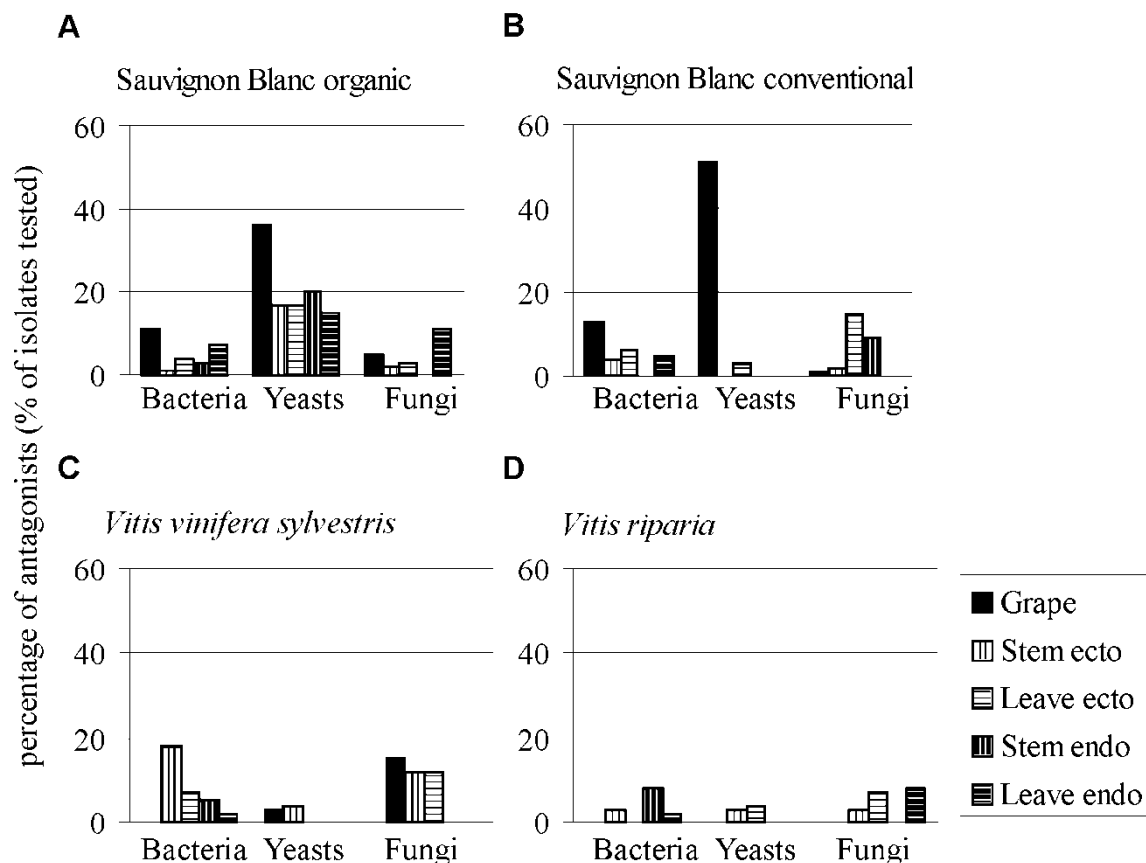 A
Sauvignon Blanc organic
B
Sauvignon Blanc conventional
percentage of antagonists (% of isolates tested)
60
40
20
0
Bacteria Yeasts Fungi
60
40
20
0
Bacteria Yeasts Fungi
C
Vitis vinifera sylvestris
D
Vitis riparia
60
40
20
0
Bacteria Yeasts Fungi
60
40
20
0
Bacteria Yeasts Fungi
Grape
Stem ecto
Leave ecto
Stem endo
Leave endo